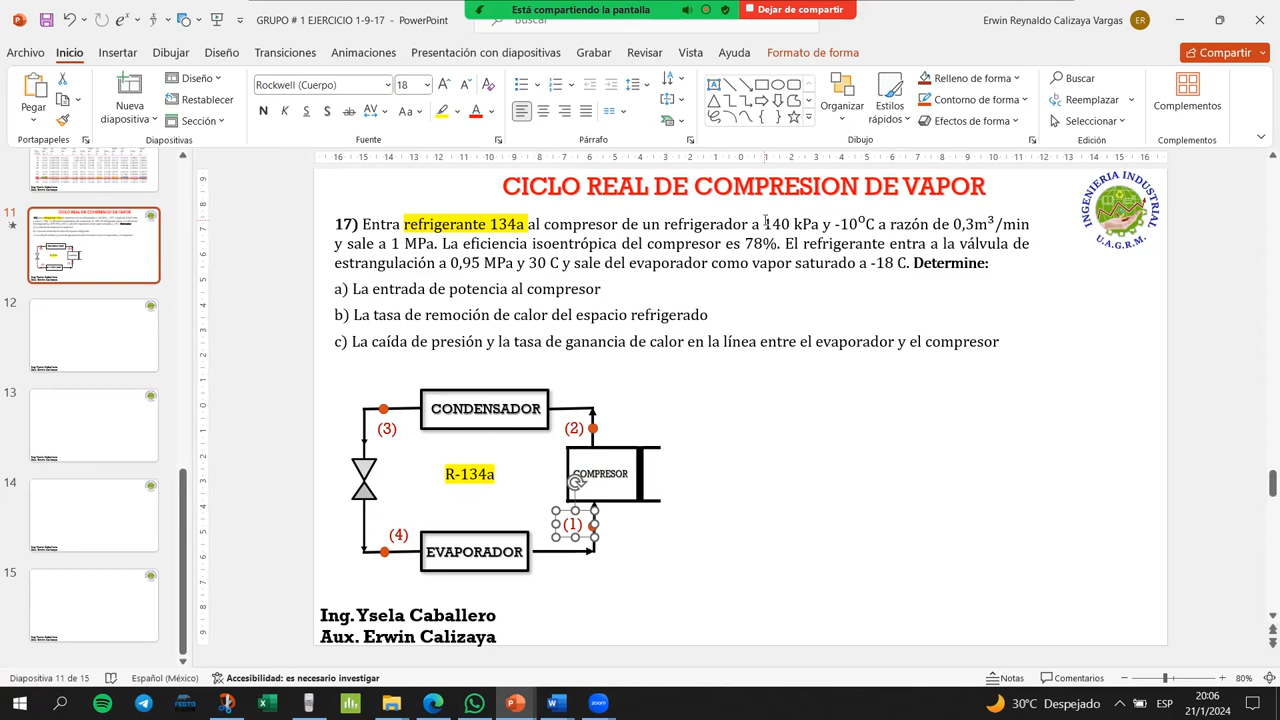 Está compartiendo la pantalla
Dejar de compartir
GRUPO # 1 EJERCICIO 1-9-17 - PowerPoint
Buscar
Erwin Reynaldo Calizaya Vargas
ER
Archivo
Inicio
Insertar
Dibujar
Diseño
Transiciones
Animaciones
Presentación con diapositivas
Grabar
Revisar
Vista
Ayuda
Formato de forma
Compartir
Pegar
Nueva diapositiva
Diseño
Restablecer
Sección
Rockwell (Cuerpo)
18
Organizar
Estilos rápidos
Relleno de forma
Contorno de forma
Efectos de forma
Buscar
Reemplazar
Seleccionar
Complementos
Portapapeles
Diapositivas
Fuente
Párrafo
Dibujo
Edición
Complementos
11
12
13
14
15
CICLO REAL DE COMPRESION DE VAPOR
INGENIERIA INDUSTRIAL
U.A.G.R.M.
17) Entra refrigerante 134a al compresor de un refrigerador a 140 kPa y -10⁰C a razón de 0,3m³/min
y sale a 1 MPa. La eficiencia isoentrópica del compresor es 78%. El refrigerante entra a la válvula de
estrangulación a 0,95 MPa y 30 C y sale del evaporador como vapor saturado a -18 C. Determine:
a) La entrada de potencia al compresor
b) La tasa de remoción de calor del espacio refrigerado
c) La caída de presión y la tasa de ganancia de calor en la línea entre el evaporador y el compresor
CONDENSADOR
(3)
(2)
R-134a
COMPRESOR
(1)
(4)
EVAPORADOR
Ing. Ysela Caballero
Aux. Erwin Calizaya
Diapositiva 11 de 15
Español (México)
Accesibilidad: es necesario investigar
Notas
Comentarios
80%
30°C Despejado
ESP
20:06
21/1/2024